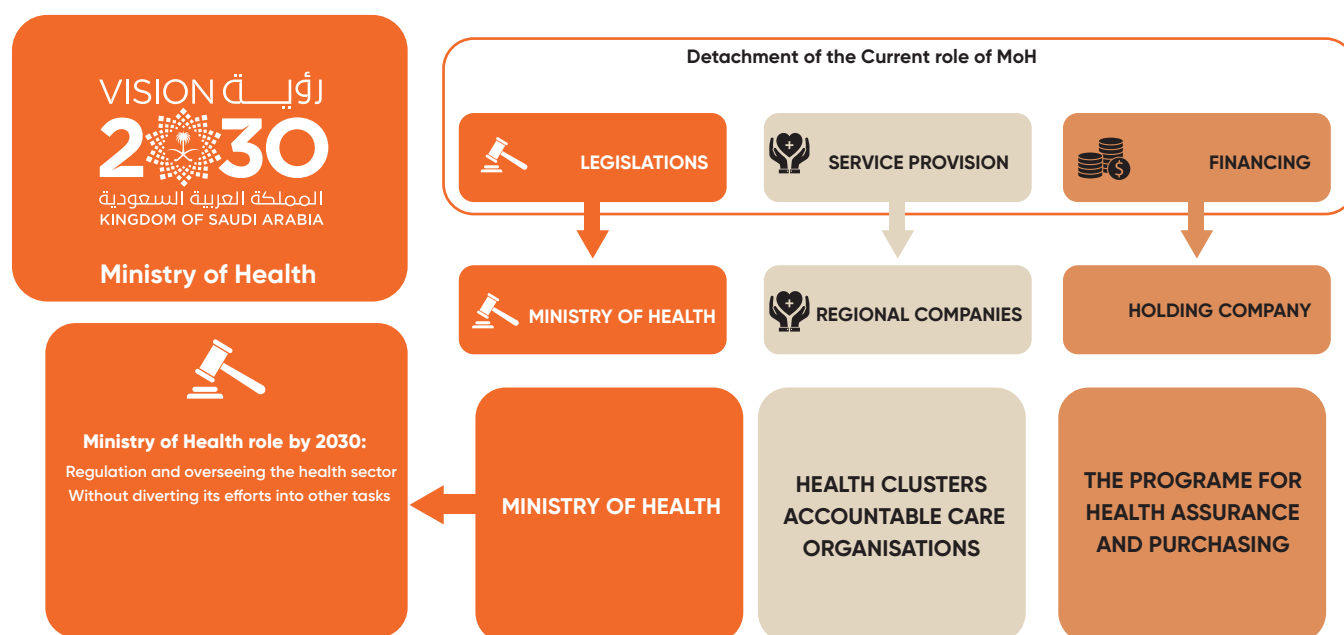 VISION رؤيــــة
2030
المملكة العربية السعودية
KINGDOM OF SAUDI ARABIA
Ministry of Health
Detachment of the Current role of MoH
LEGISLATIONS
SERVICE PROVISION
FINANCING
MINISTRY OF HEALTH
REGIONAL COMPANIES
HOLDING COMPANY
Ministry of Health role by 2030:
Regulation and overseeing the health sector
Without diverting its efforts into other tasks
MINISTRY OF HEALTH
HEALTH CLUSTERS
ACCOUNTABLE CARE
ORGANISATIONS
THE PROGRAME FOR
HEALTH ASSURANCE
AND PURCHASING